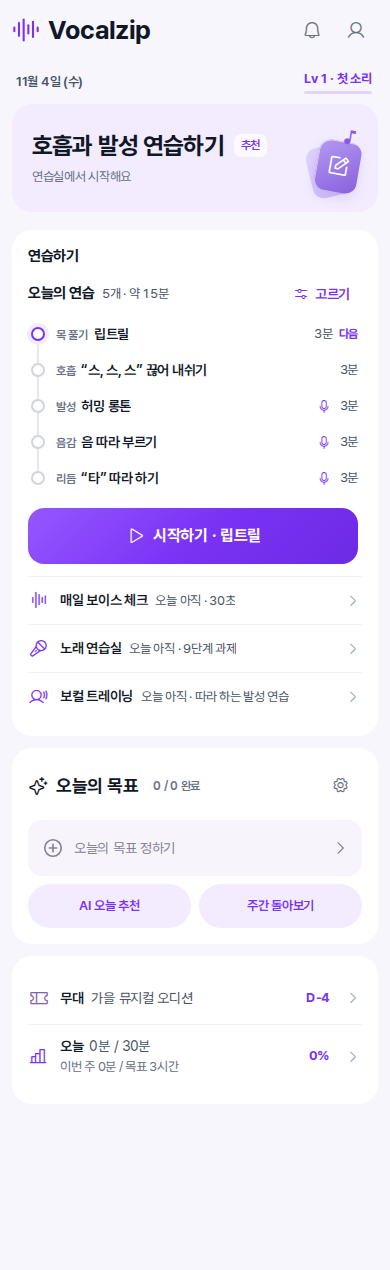 Vocalzip
11월 4일 (수)
Lv 1 · 첫 소리
호흡과 발성 연습하기 추천
연습실에서 시작해요
연습하기
오늘의 연습 5개 · 약 15분 고르기
목 풀기 립트릴 3분 다음
호흡 “스, 스, 스” 끊어 내쉬기 3분
발성 허밍 롱톤 3분
음감 음 따라 부르기 3분
리듬 “타” 따라 하기 3분
시작하기 · 립트릴
매일 보이스 체크 오늘 아직 · 30초
노래 연습실 오늘 아직 · 9단계 과제
보컬 트레이닝 오늘 아직 · 따라 하는 발성 연습
오늘의 목표 0 / 0 완료
오늘의 목표 정하기
AI 오늘 추천 주간 돌아보기
무대 가을 뮤지컬 오디션 D-4
오늘 0분 / 30분 0%
이번 주 0분 / 목표 3시간